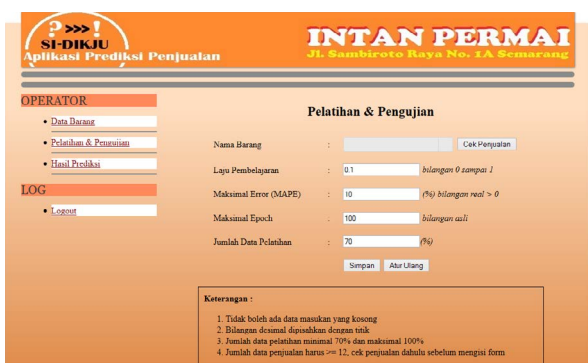 ? >>> !
SI-DIKJU
Aplikasi Prediksi Penjualan
INTAN PERMAI
Jl. Sambiroto Raya No. 1A Semarang
OPERATOR
Data Barang
Pelatihan & Pengujian
Hasil Prediksi
LOG
Logout
Pelatihan & Pengujian
Nama Barang : Cek Penjualan
Laju Pembelajaran : 0.1 bilangan 0 sampai 1
Maksimal Error (MAPE) : 10 (%) bilangan real > 0
Maksimal Epoch : 100 bilangan asli
Jumlah Data Pelatihan : 70 (%)
Simpan Atur Ulang
Keterangan :
1. Tidak boleh ada data masukan yang kosong
2. Bilangan desimal dipisahkan dengan titik
3. Jumlah data pelatihan minimal 70% dan maksimal 100%
4. Jumlah data penjualan harus >= 12, cek penjualan dahulu sebelum mengisi form